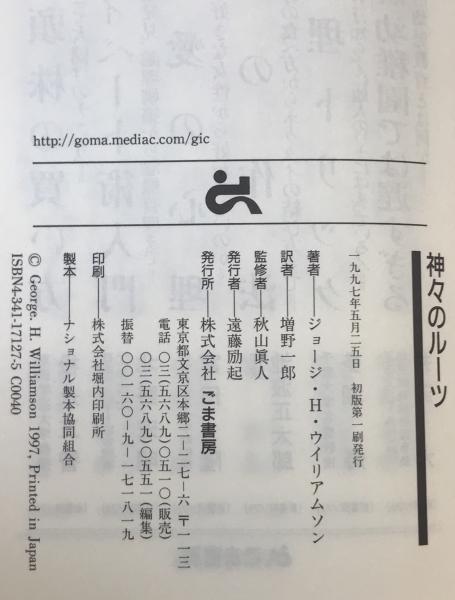 神々のルーツ
一九九七年五月二五日　初版第一刷発行
著者――ジョージ・H・ウイリアムソン
訳者――増野一郎
監修者――秋山眞人
発行者――遠藤励起
発行所　株式会社 ごま書房
東京都文京区本郷二-二七-六 〒一一三
電話 〇三(五六八九)〇五一〇(販売)
〇三(五六八九)〇五五一(編集)
振替 〇〇一六〇-九-一七一八一九
印刷　株式会社堀内印刷所
製本――ナショナル製本協同組合
© George. H. Williamson 1997, Printed in Japan
ISBN4-341-17127-5 C0040
http://goma.mediac.com/gic